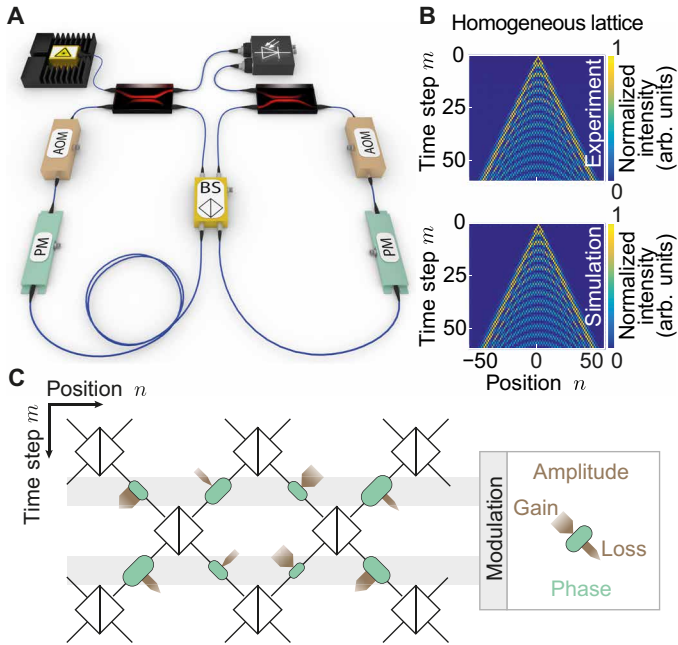 A
AOM
PM
BS
AOM
PM
B
Homogeneous lattice
0
25
50
Time step m
Experiment
1
0
Normalized
intensity
(arb. units)
0
25
50
Time step m
Simulation
1
0
Normalized
intensity
(arb. units)
−50
0
50
Position n
C
Position n
Time step m
Modulation
Amplitude
Gain
Loss
Phase